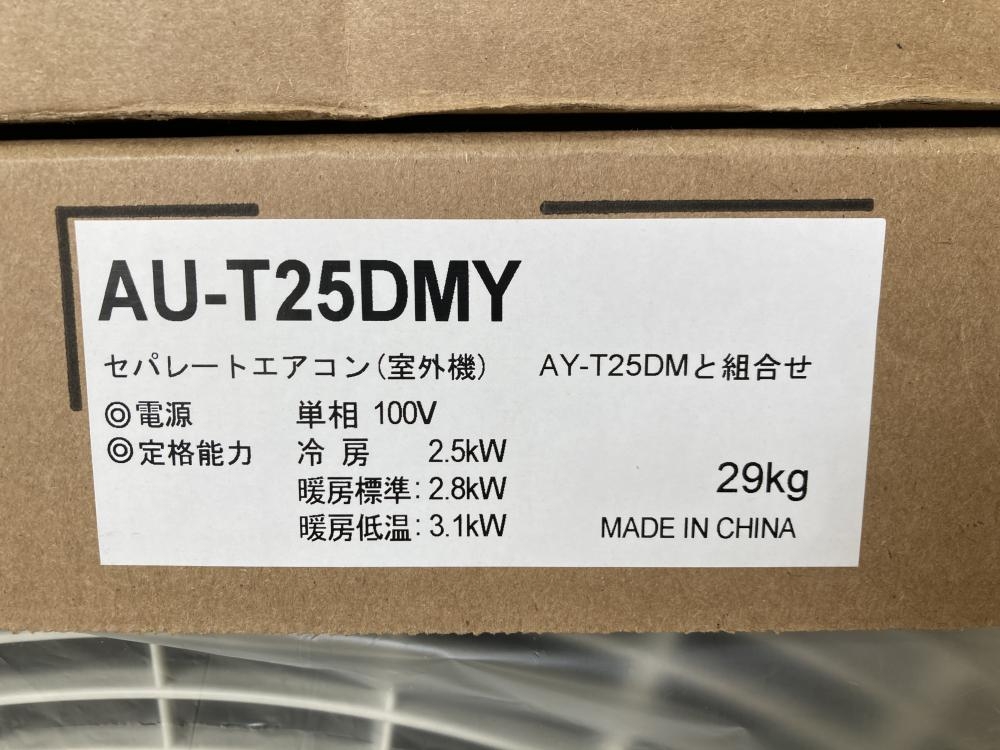 AU-T25DMY
セパレートエアコン(室外機) AY-T25DMと組合せ
◎電源 単相 100V
◎定格能力 冷 房 2.5kW
暖房標準: 2.8kW
暖房低温: 3.1kW
29kg
MADE IN CHINA